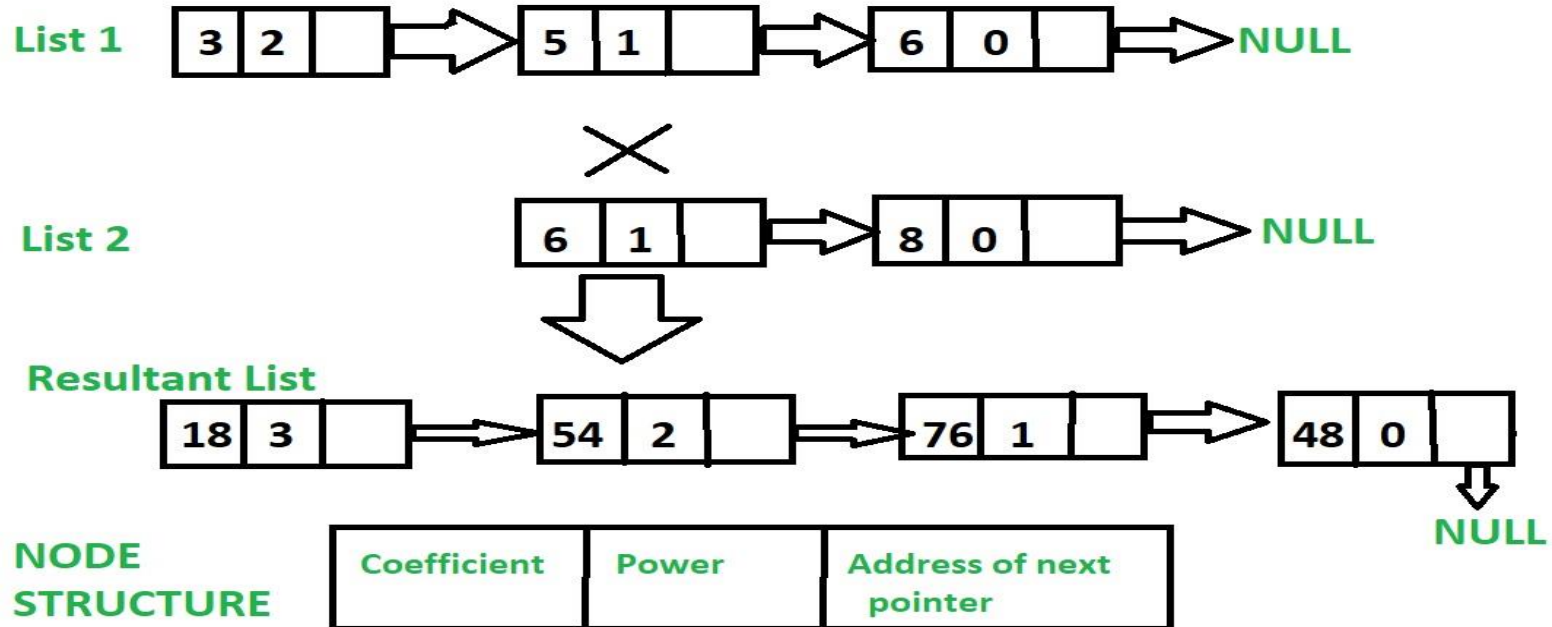 List 1 3 2 5 1 6 0 NULL
List 2 6 1 8 0 NULL
Resultant List
18 3 54 2 76 1 48 0
NULL
NODE STRUCTURE
Coefficient Power Address of next pointer